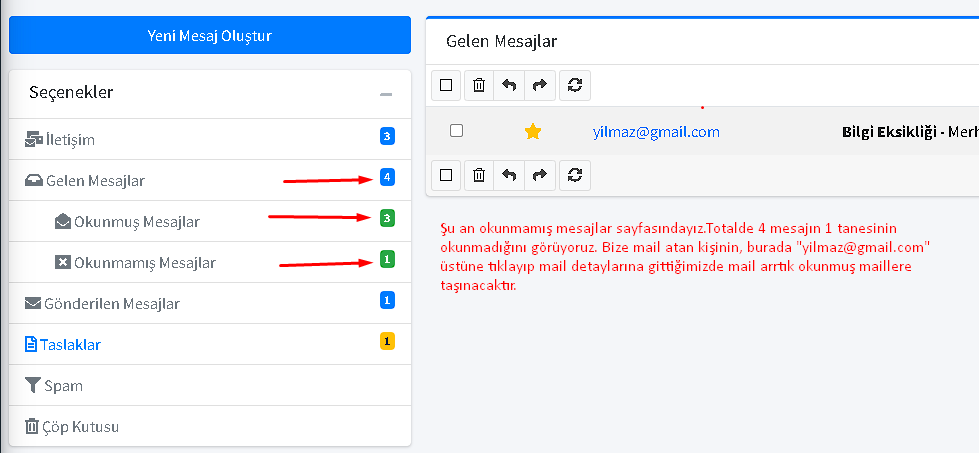 Yeni Mesaj Oluştur
Seçenekler
İletişim 3
Gelen Mesajlar 4
Okunmuş Mesajlar 3
Okunmamış Mesajlar 1
Gönderilen Mesajlar 1
Taslaklar 1
Spam
Çöp Kutusu
Gelen Mesajlar
yilmaz@gmail.com Bilgi Eksikliği - Merh
Şu an okunmamış mesajlar sayfasındayız.Totalde 4 mesajın 1 tanesinin
okunmadığını görüyoruz. Bize mail atan kişinin, burada "yilmaz@gmail.com"
üstüne tıklayıp mail detaylarına gittiğimizde mail arrtık okunmuş maillere
taşınacaktır.